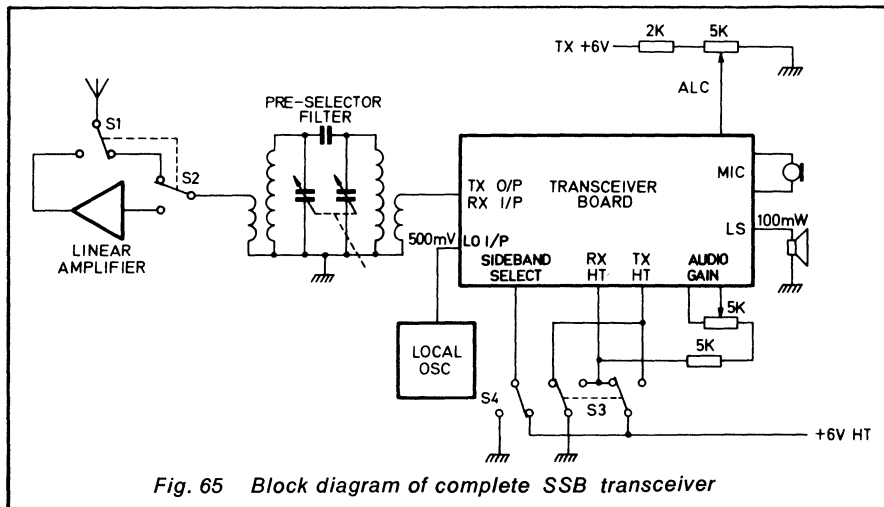 TX +6V
2K
5K
ALC
S1
PRE-SELECTOR
FILTER
S2
LINEAR
AMPLIFIER
TX O/P
RX I/P
TRANSCEIVER
BOARD
MIC
LS
100mW
500mV
LO I/P
SIDEBAND
SELECT
RX
HT
TX
HT
AUDIO
GAIN
5K
5K
LOCAL
OSC
S4
S3
+6V HT
Fig. 65 Block diagram of complete SSB transceiver